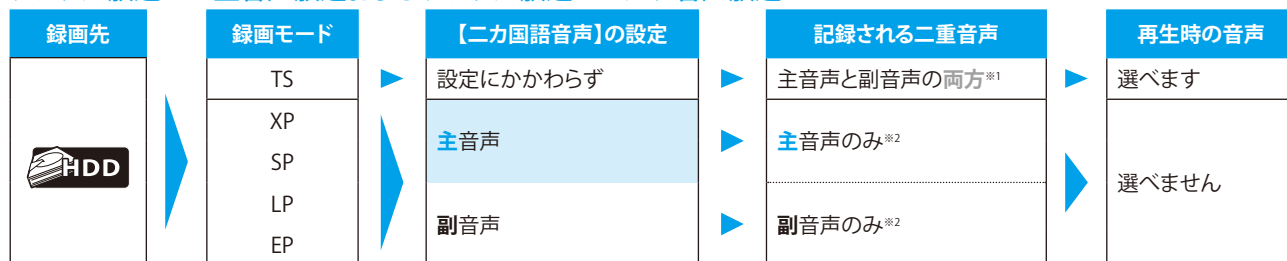 録画先 録画モード 【二カ国語音声】の設定 記録される二重音声 再生時の音声
HDD
TS 設定にかかわらず 主音声と副音声の両方※1 選べます
XP
SP
LP
EP
主音声 主音声のみ※2
副音声 副音声のみ※2
選べません